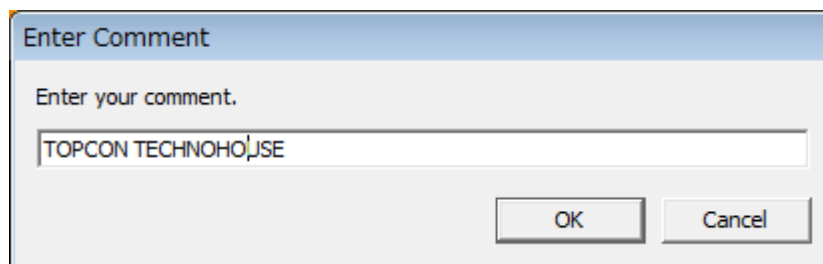 Enter Comment
Enter your comment.
TOPCON TECHNOHOUSE
OK
Cancel